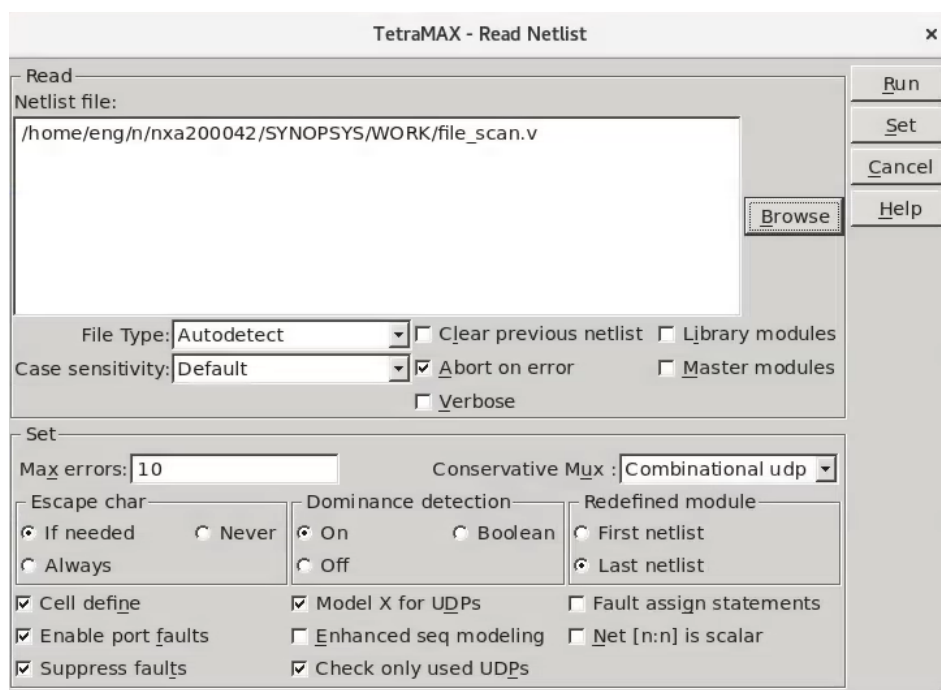 TetraMAX - Read Netlist ×
Read
Netlist file:
/home/eng/n/nxa200042/SYNOPSYS/WORK/file_scan.v
Browse
File Type: Autodetect Clear previous netlist Library modules
Case sensitivity: Default Abort on error Master modules
Verbose
Run
Set
Cancel
Help
Set
Max errors: 10 Conservative Mux : Combinational udp
Escape char
If needed Never
Always
Dominance detection
On Boolean
Off
Redefined module
First netlist
Last netlist
Cell define Model X for UDPs Fault assign statements
Enable port faults Enhanced seq modeling Net [n:n] is scalar
Suppress faults Check only used UDPs